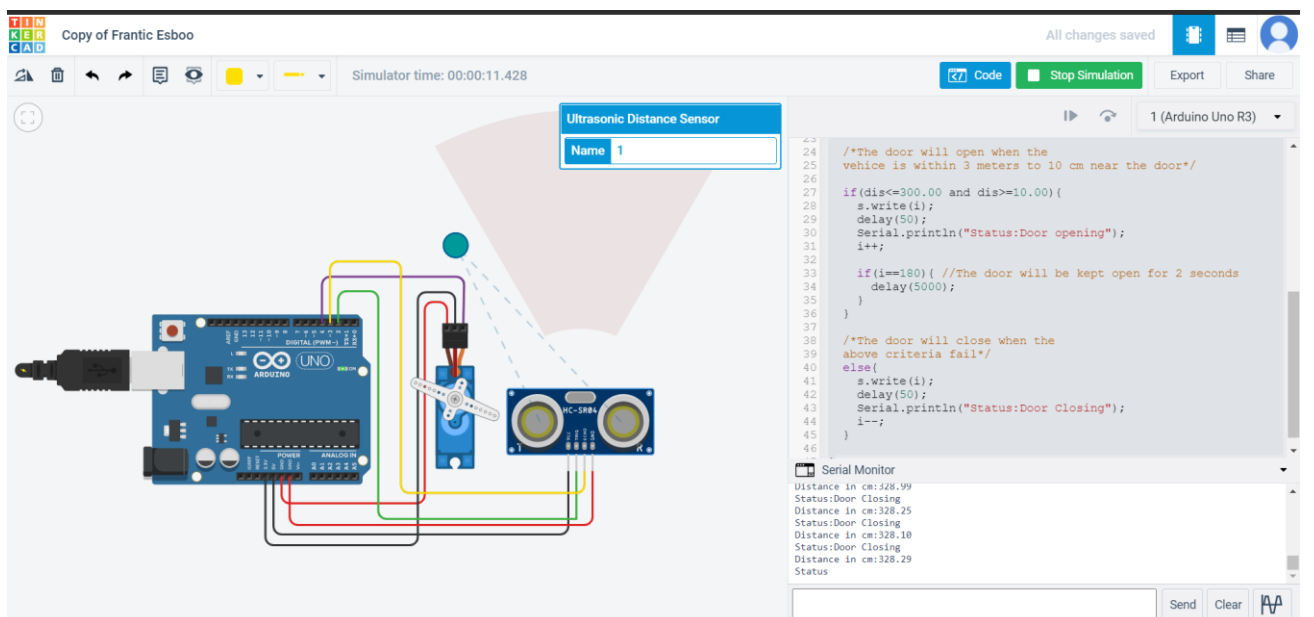 TIN
KER
CAD
Copy of Frantic Esboo
All changes saved
Simulator time: 00:00:11.428
Code
Stop Simulation
Export
Share
Ultrasonic Distance Sensor
Name 1
1 (Arduino Uno R3)
23
24 /*The door will open when the
25 vehice is within 3 meters to 10 cm near the door*/
26
27 if(dis<=300.00 and dis>=10.00){
28 s.write(i);
29 delay(50);
30 Serial.println("Status:Door opening");
31 i++;
32
33 if(i==180){ //The door will be kept open for 2 seconds
34 delay(5000);
35 }
36 }
37
38 /*The door will close when the
39 above criteria fail*/
40 else{
41 s.write(i);
42 delay(50);
43 Serial.println("Status:Door Closing");
44 i--;
45 }
46
DIGITAL (PWM~)
UNO
ARDUINO
TX
RX
ON
L
POWER
ANALOG IN
HC-SR04
T
R
Serial Monitor
Distance in cm:328.99
Status:Door Closing
Distance in cm:328.25
Status:Door Closing
Distance in cm:328.10
Status:Door Closing
Distance in cm:328.29
Status
Send
Clear